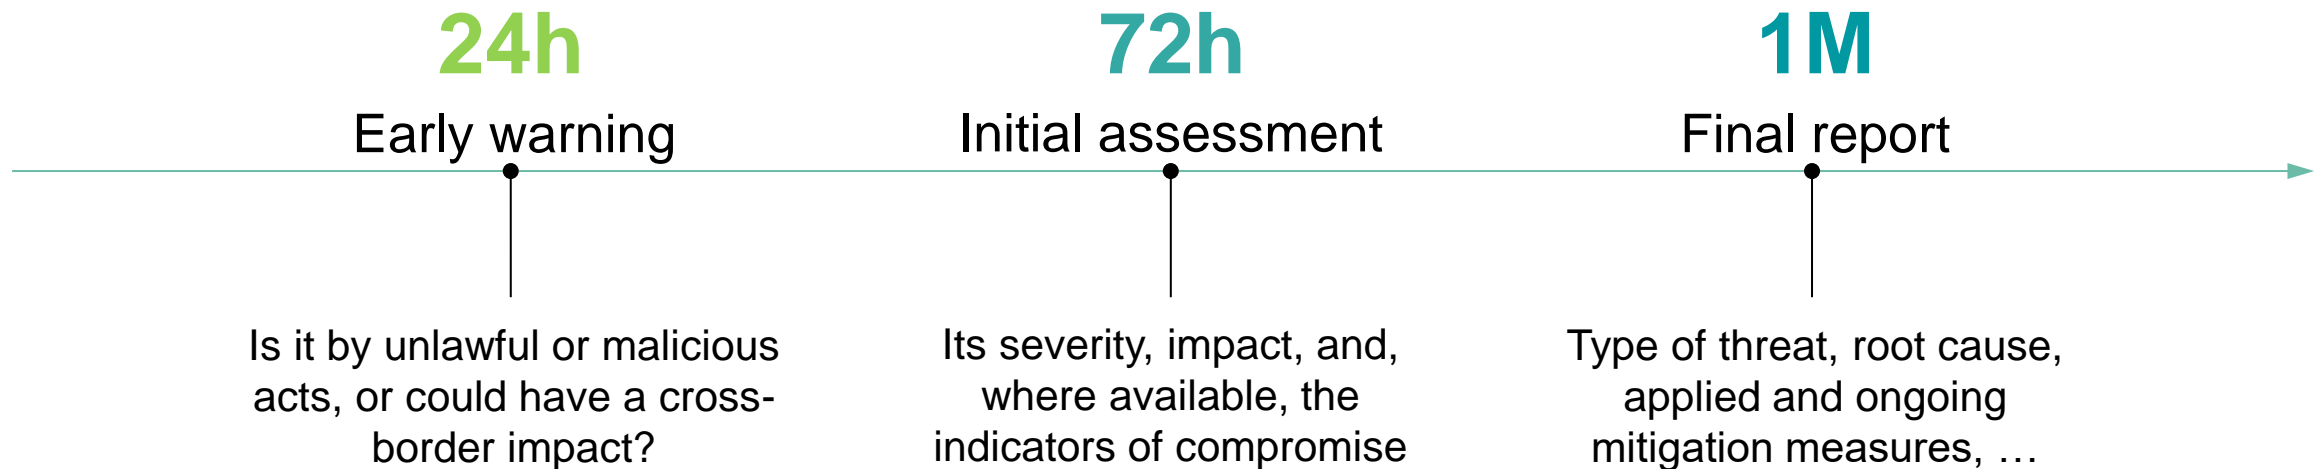 24h
Early warning
Is it by unlawful or malicious
acts, or could have a cross-
border impact?
72h
Initial assessment
Its severity, impact, and,
where available, the
indicators of compromise
1M
Final report
Type of threat, root cause,
applied and ongoing
mitigation measures, …